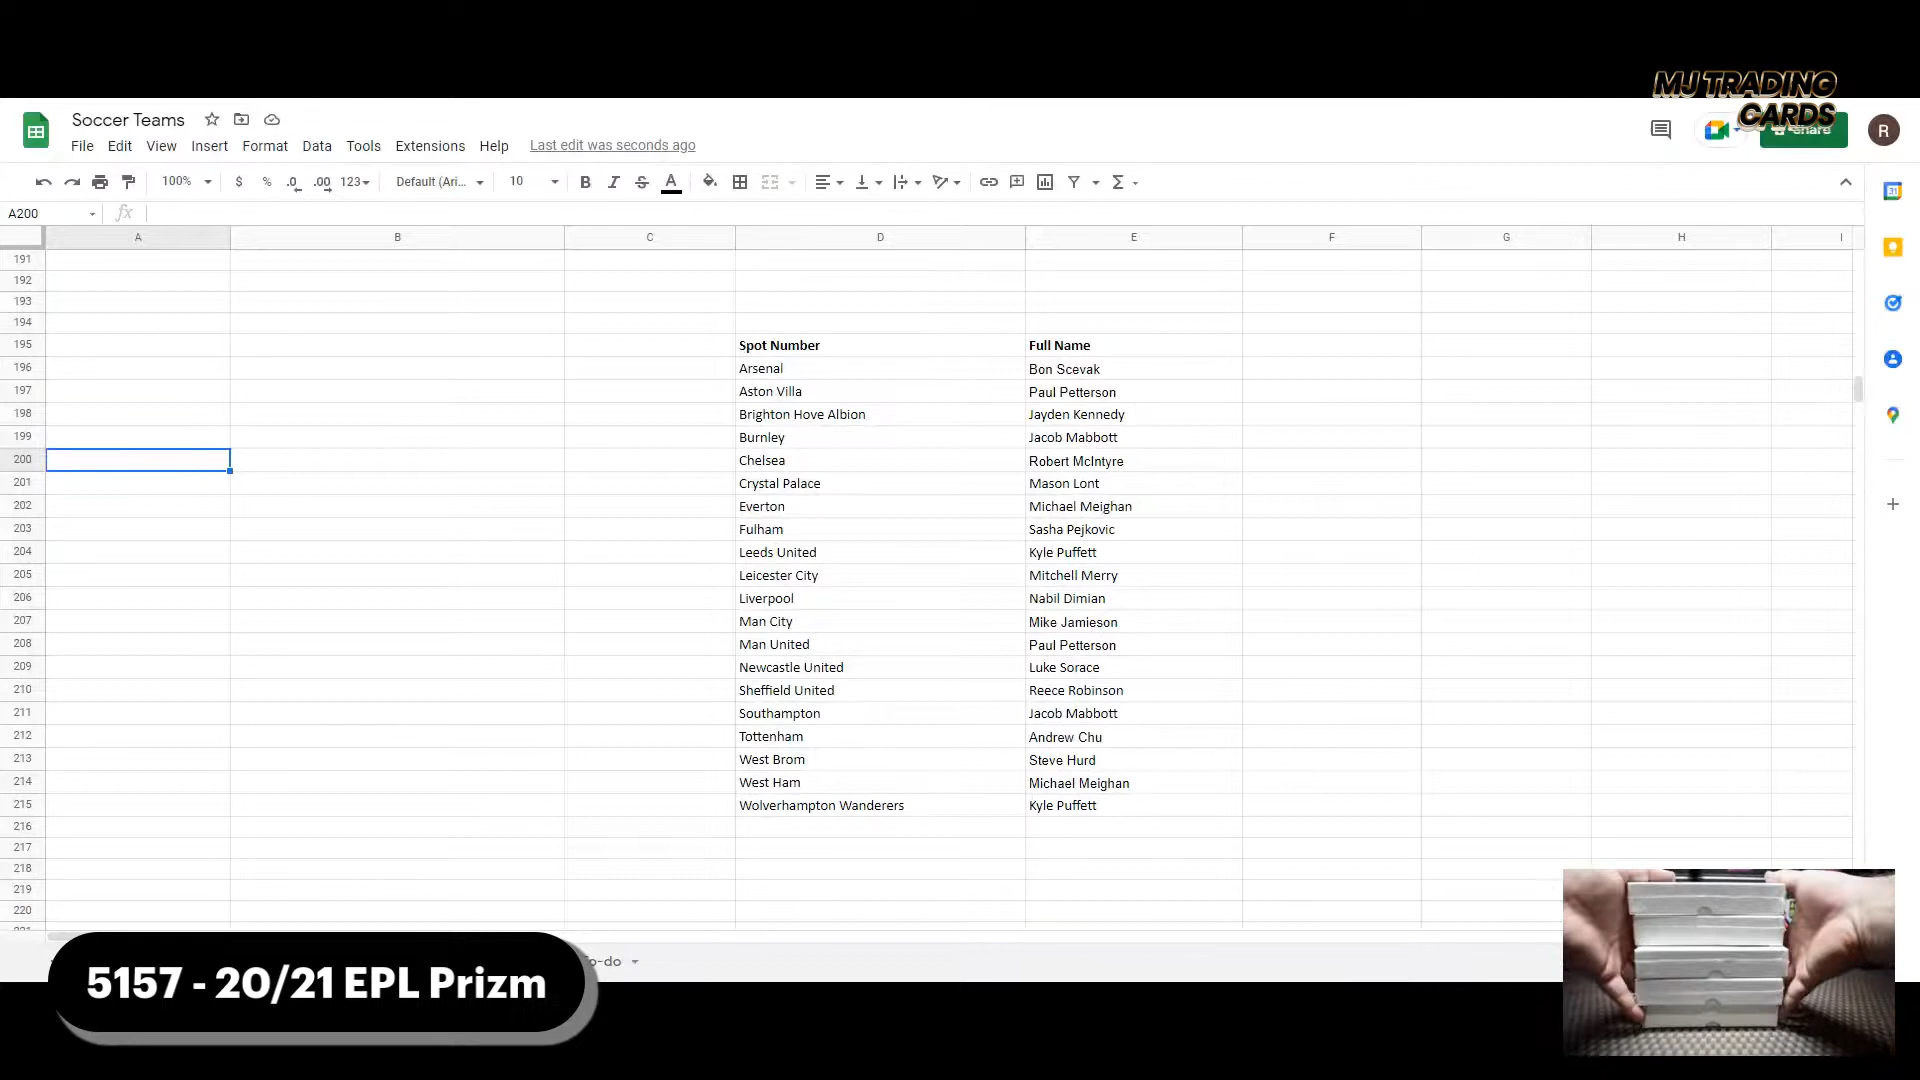 MJ TRADING
CARDS
Soccer Teams
Share
R
File Edit View Insert Format Data Tools Extensions Help Last edit was seconds ago
100% $ % .0 .00 123 Default (Ari... 10 B I S A Σ
31
A200 fx
A B C D E F G H I
191
192
193
194
195 Spot Number Full Name
196 Arsenal Bon Scevak
197 Aston Villa Paul Petterson
198 Brighton Hove Albion Jayden Kennedy
199 Burnley Jacob Mabbott
200 Chelsea Robert McIntyre
201 Crystal Palace Mason Lont
202 Everton Michael Meighan
203 Fulham Sasha Pejkovic
204 Leeds United Kyle Puffett
205 Leicester City Mitchell Merry
206 Liverpool Nabil Dimian
207 Man City Mike Jamieson
208 Man United Paul Petterson
209 Newcastle United Luke Sorace
210 Sheffield United Reece Robinson
211 Southampton Jacob Mabbott
212 Tottenham Andrew Chu
213 West Brom Steve Hurd
214 West Ham Michael Meighan
215 Wolverhampton Wanderers Kyle Puffett
216
217
218
219
220
o-do
5157 - 20/21 EPL Prizm